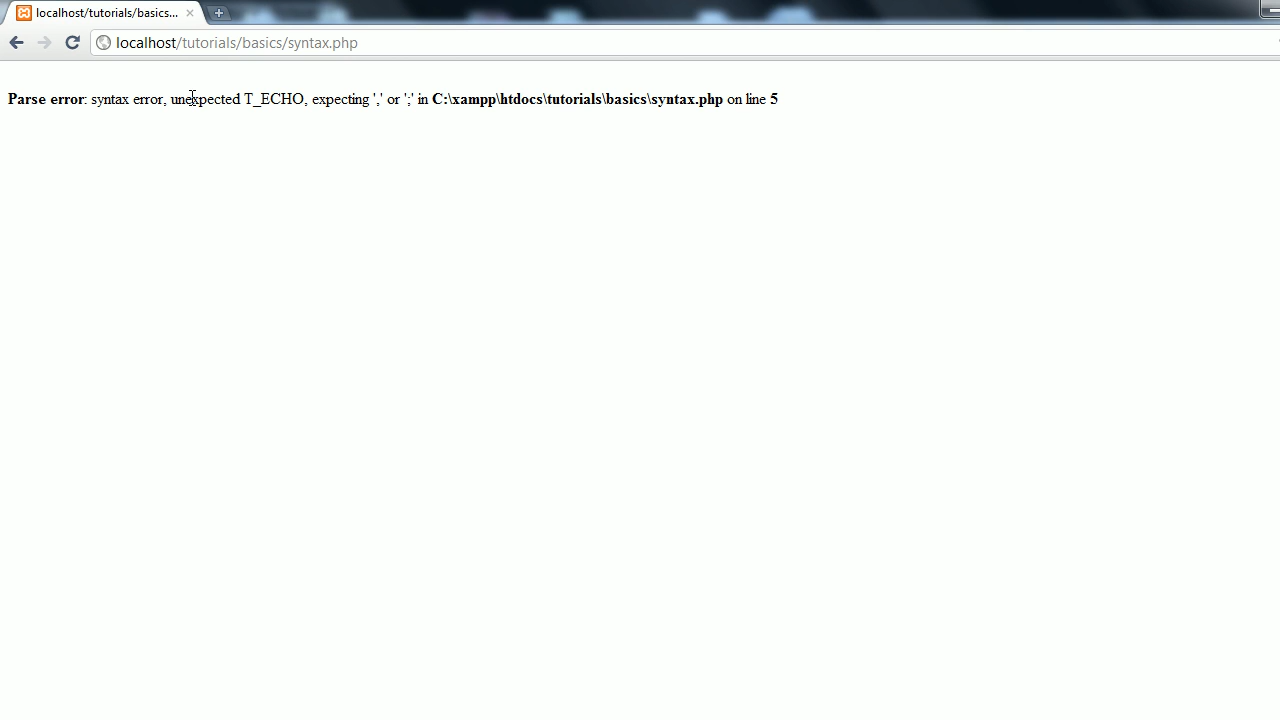 localhost/tutorials/basics...
localhost/tutorials/basics/syntax.php
Parse error: syntax error, unexpected T_ECHO, expecting ',' or ';' in C:\xampp\htdocs\tutorials\basics\syntax.php on line 5